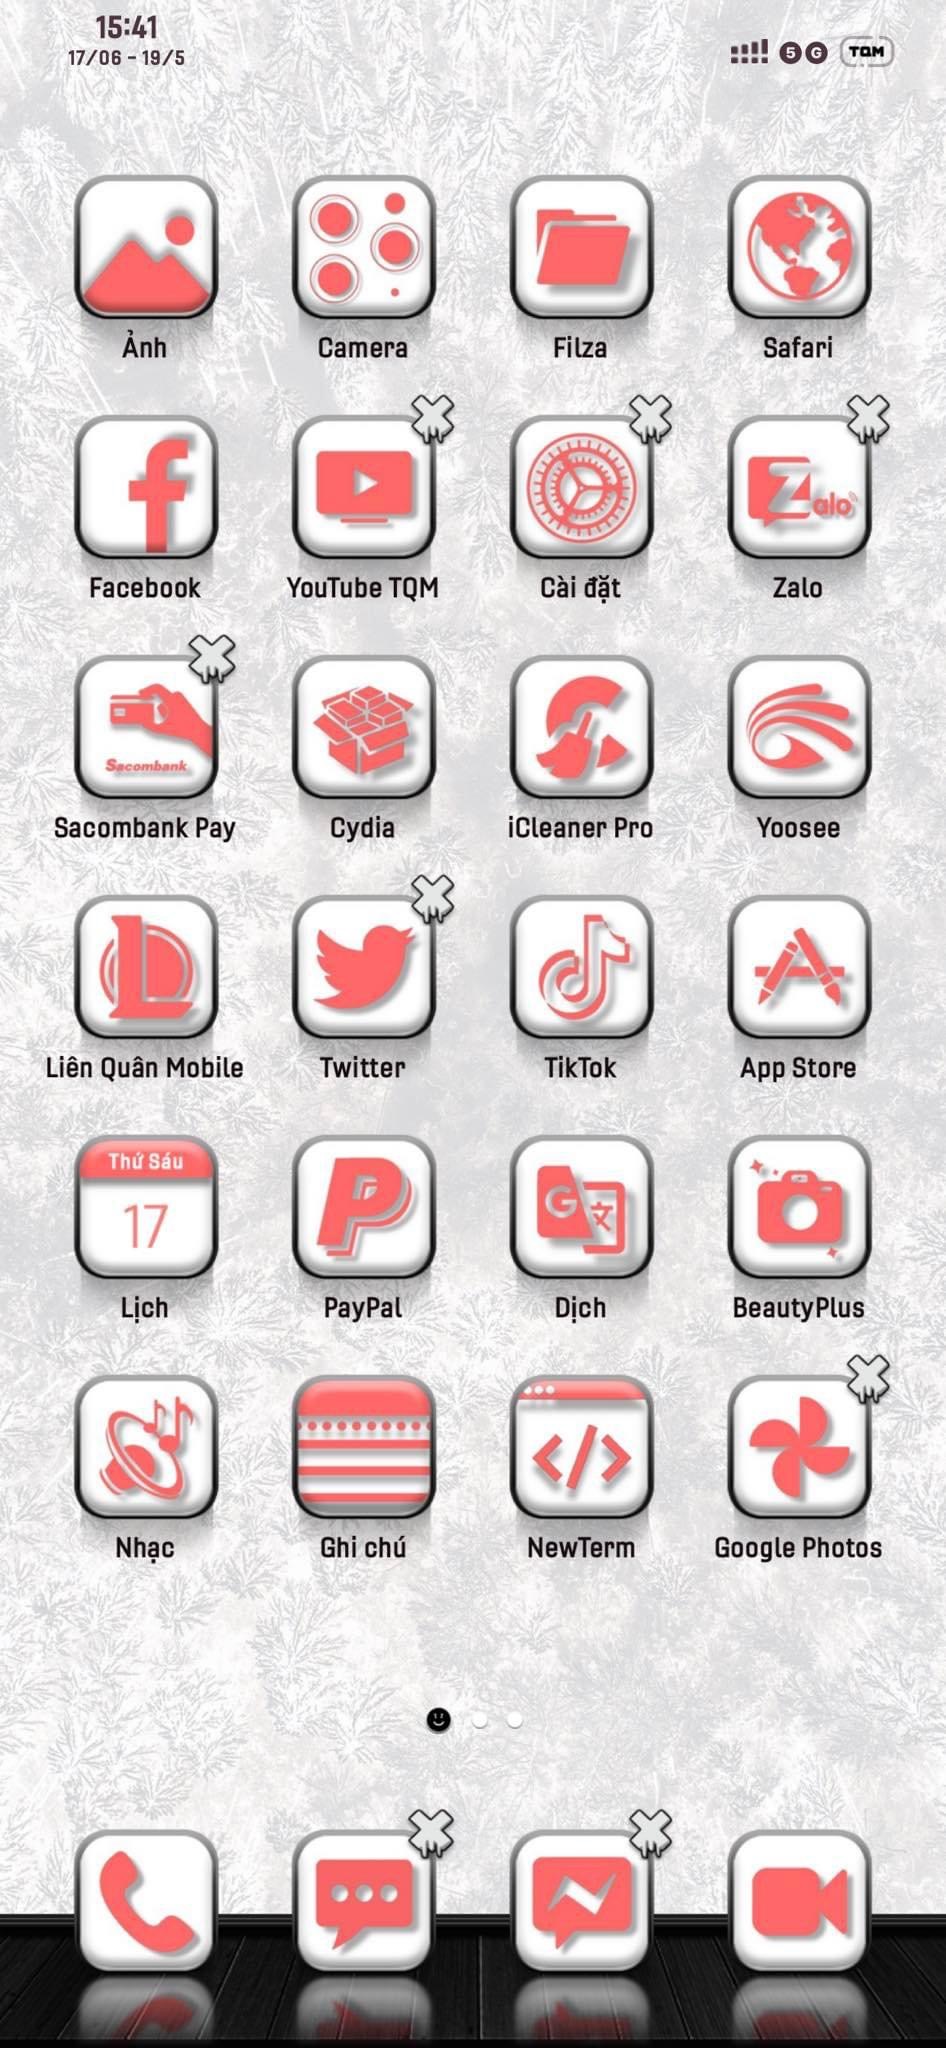 15:41
17/06 - 19/5
5 G TQM
Ảnh Camera Filza Safari
Zalo
Facebook YouTube TQM Cài đặt Zalo
Sacombank
Sacombank Pay Cydia iCleaner Pro Yoosee
Liên Quân Mobile Twitter TikTok App Store
Thứ Sáu
17 G 文
Lịch PayPal Dịch BeautyPlus
Nhạc Ghi chú NewTerm Google Photos